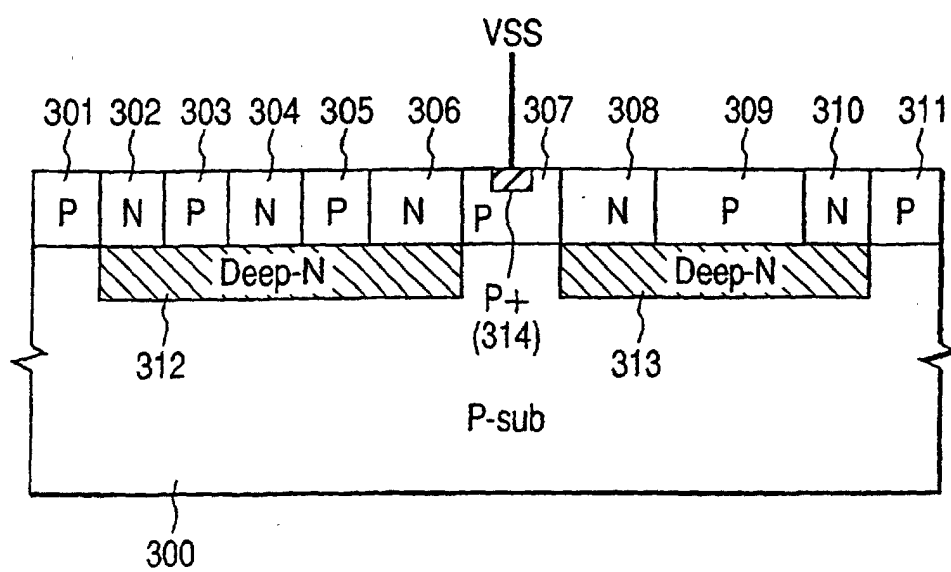 VSS
301 302 303 304 305 306 307 308 309 310 311
P N P N P N P N P N P
Deep-N Deep-N
P+
(314)
312 313
P-sub
300